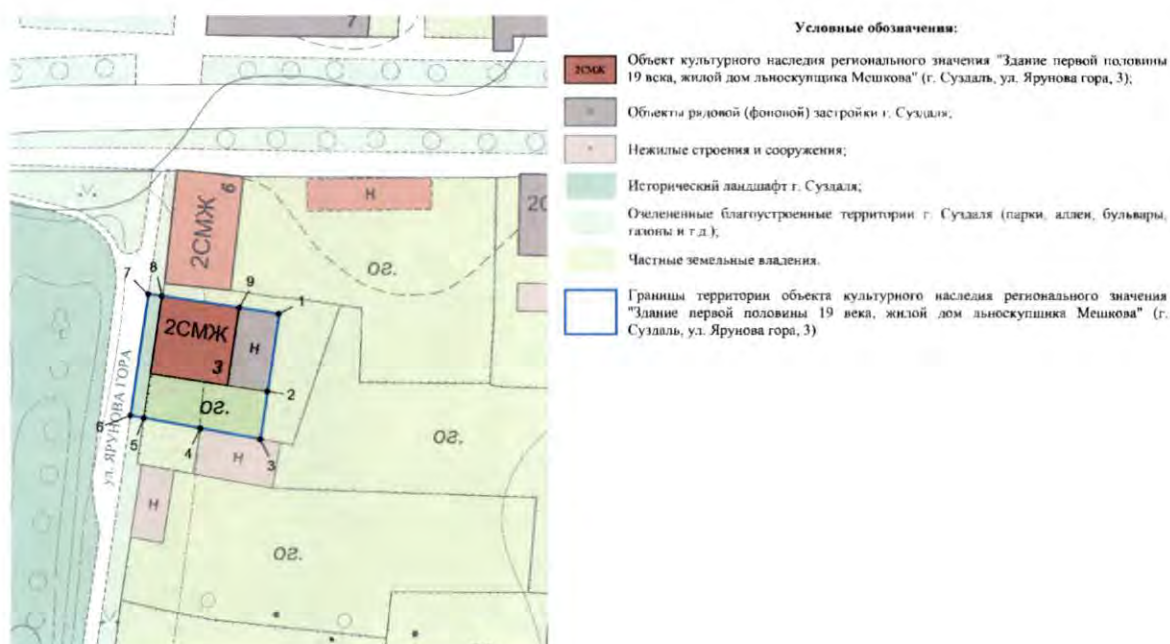 Условные обозначения:
2СМЖ
Объект культурного наследия регионального значения "Здание первой половины
19 века, жилой дом льноскупщика Мешкова" (г. Суздаль, ул. Ярунова гора, 3);
Объекты рядовой (фоновой) застройки г. Суздаля;
Нежилые строения и сооружения;
Исторический ландшафт г. Суздаля;
Озелененные благоустроенные территории г. Суздаля (парки, аллеи, бульвары,
газоны и т.д.);
Частные земельные владения.
Границы территории объекта культурного наследия регионального значения
"Здание первой половины 19 века, жилой дом льноскупщика Мешкова" (г.
Суздаль, ул. Ярунова гора, 3)
7
2СМЖ
6
н
ог.
7
8
9
1
2СМЖ
3
н
2
ог.
6
5
4
3
н
ог.
н
ог.
ул. ЯРУНОВА ГОРА